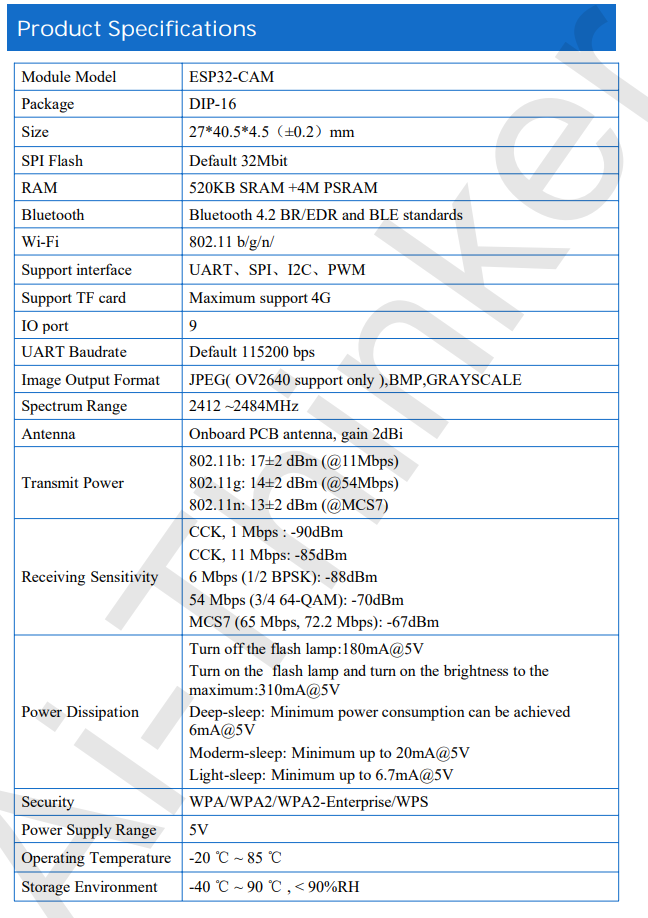 Product Specifications
Module Model ESP32-CAM
Package DIP-16
Size 27*40.5*4.5（±0.2）mm
SPI Flash Default 32Mbit
RAM 520KB SRAM +4M PSRAM
Bluetooth Bluetooth 4.2 BR/EDR and BLE standards
Wi-Fi 802.11 b/g/n/
Support interface UART、SPI、I2C、PWM
Support TF card Maximum support 4G
IO port 9
UART Baudrate Default 115200 bps
Image Output Format JPEG( OV2640 support only ),BMP,GRAYSCALE
Spectrum Range 2412 ~2484MHz
Antenna Onboard PCB antenna, gain 2dBi
Transmit Power
802.11b: 17±2 dBm (@11Mbps)
802.11g: 14±2 dBm (@54Mbps)
802.11n: 13±2 dBm (@MCS7)
Receiving Sensitivity
CCK, 1 Mbps : -90dBm
CCK, 11 Mbps: -85dBm
6 Mbps (1/2 BPSK): -88dBm
54 Mbps (3/4 64-QAM): -70dBm
MCS7 (65 Mbps, 72.2 Mbps): -67dBm
Power Dissipation
Turn off the flash lamp:180mA@5V
Turn on the flash lamp and turn on the brightness to the
maximum:310mA@5V
Deep-sleep: Minimum power consumption can be achieved
6mA@5V
Moderm-sleep: Minimum up to 20mA@5V
Light-sleep: Minimum up to 6.7mA@5V
Security WPA/WPA2/WPA2-Enterprise/WPS
Power Supply Range 5V
Operating Temperature -20 ℃ ~ 85 ℃
Storage Environment -40 ℃ ~ 90 ℃ , < 90%RH
Ai-Thinker